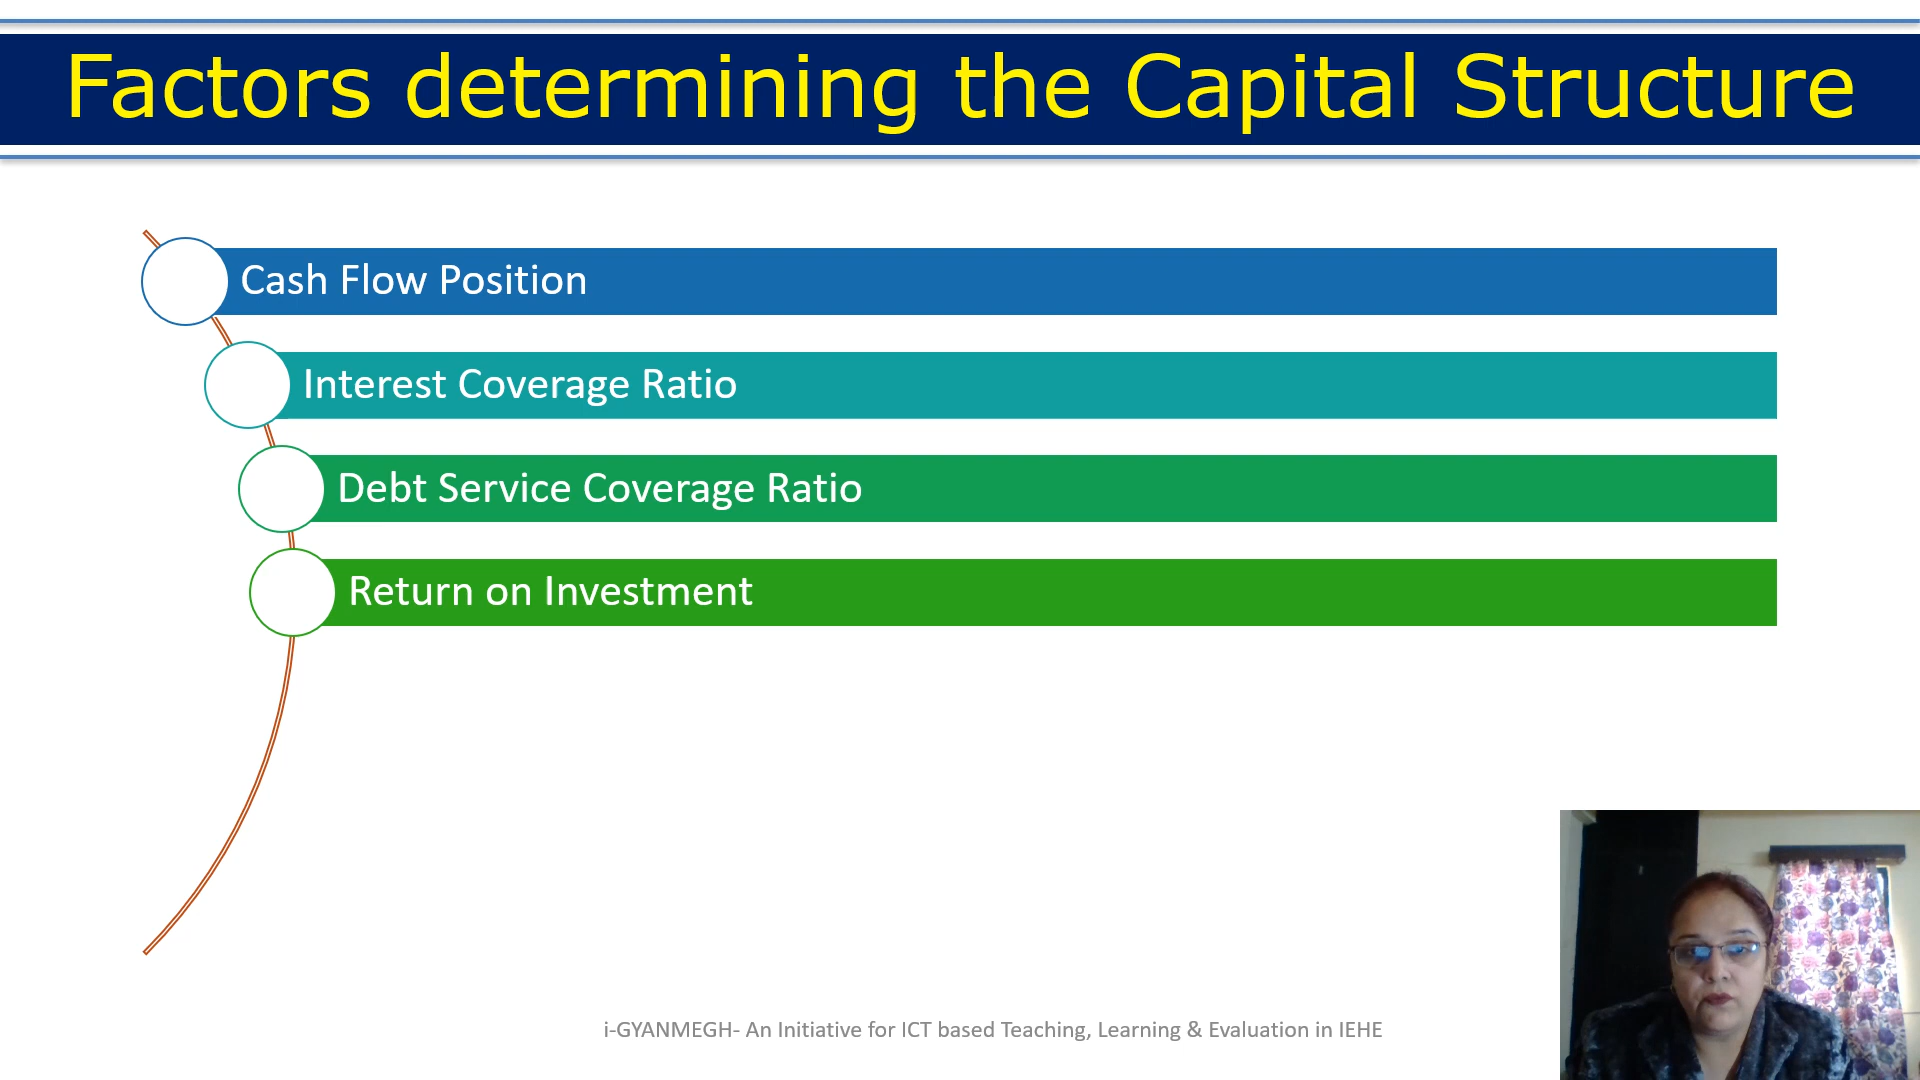 Factors determining the Capital Structure
Cash Flow Position
Interest Coverage Ratio
Debt Service Coverage Ratio
Return on Investment
i-GYANMEGH- An Initiative for ICT based Teaching, Learning & Evaluation in IEHE